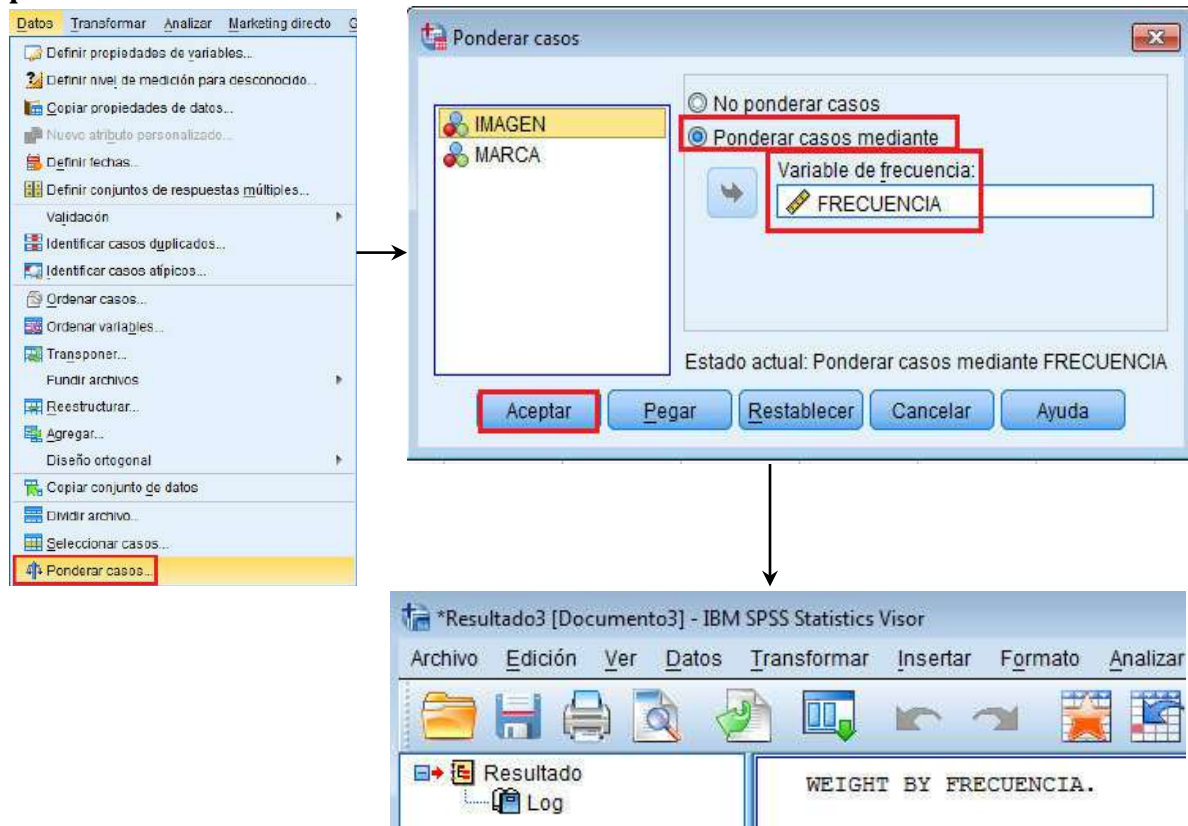 Datos Transformar Analizar Marketing directo G
Definir propiedades de variables...
Definir nivel de medición para desconocido...
Copiar propiedades de datos...
Nuevo atributo personalizado...
Definir fechas...
Definir conjuntos de respuestas múltiples...
Validación
Identificar casos duplicados...
Identificar casos atípicos...
Ordenar casos...
Ordenar variables...
Transponer...
Fundir archivos
Reestructurar...
Agregar...
Diseño ortogonal
Copiar conjunto de datos
Dividir archivo...
Seleccionar casos...
Ponderar casos...
Ponderar casos
IMAGEN
MARCA
No ponderar casos
Ponderar casos mediante
Variable de frecuencia:
FRECUENCIA
Estado actual: Ponderar casos mediante FRECUENCIA
Aceptar Pegar Restablecer Cancelar Ayuda
*Resultado3 [Documento3] - IBM SPSS Statistics Visor
Archivo Edición Ver Datos Transformar Insertar Formato Analizar
Resultado
Log
WEIGHT BY FRECUENCIA.